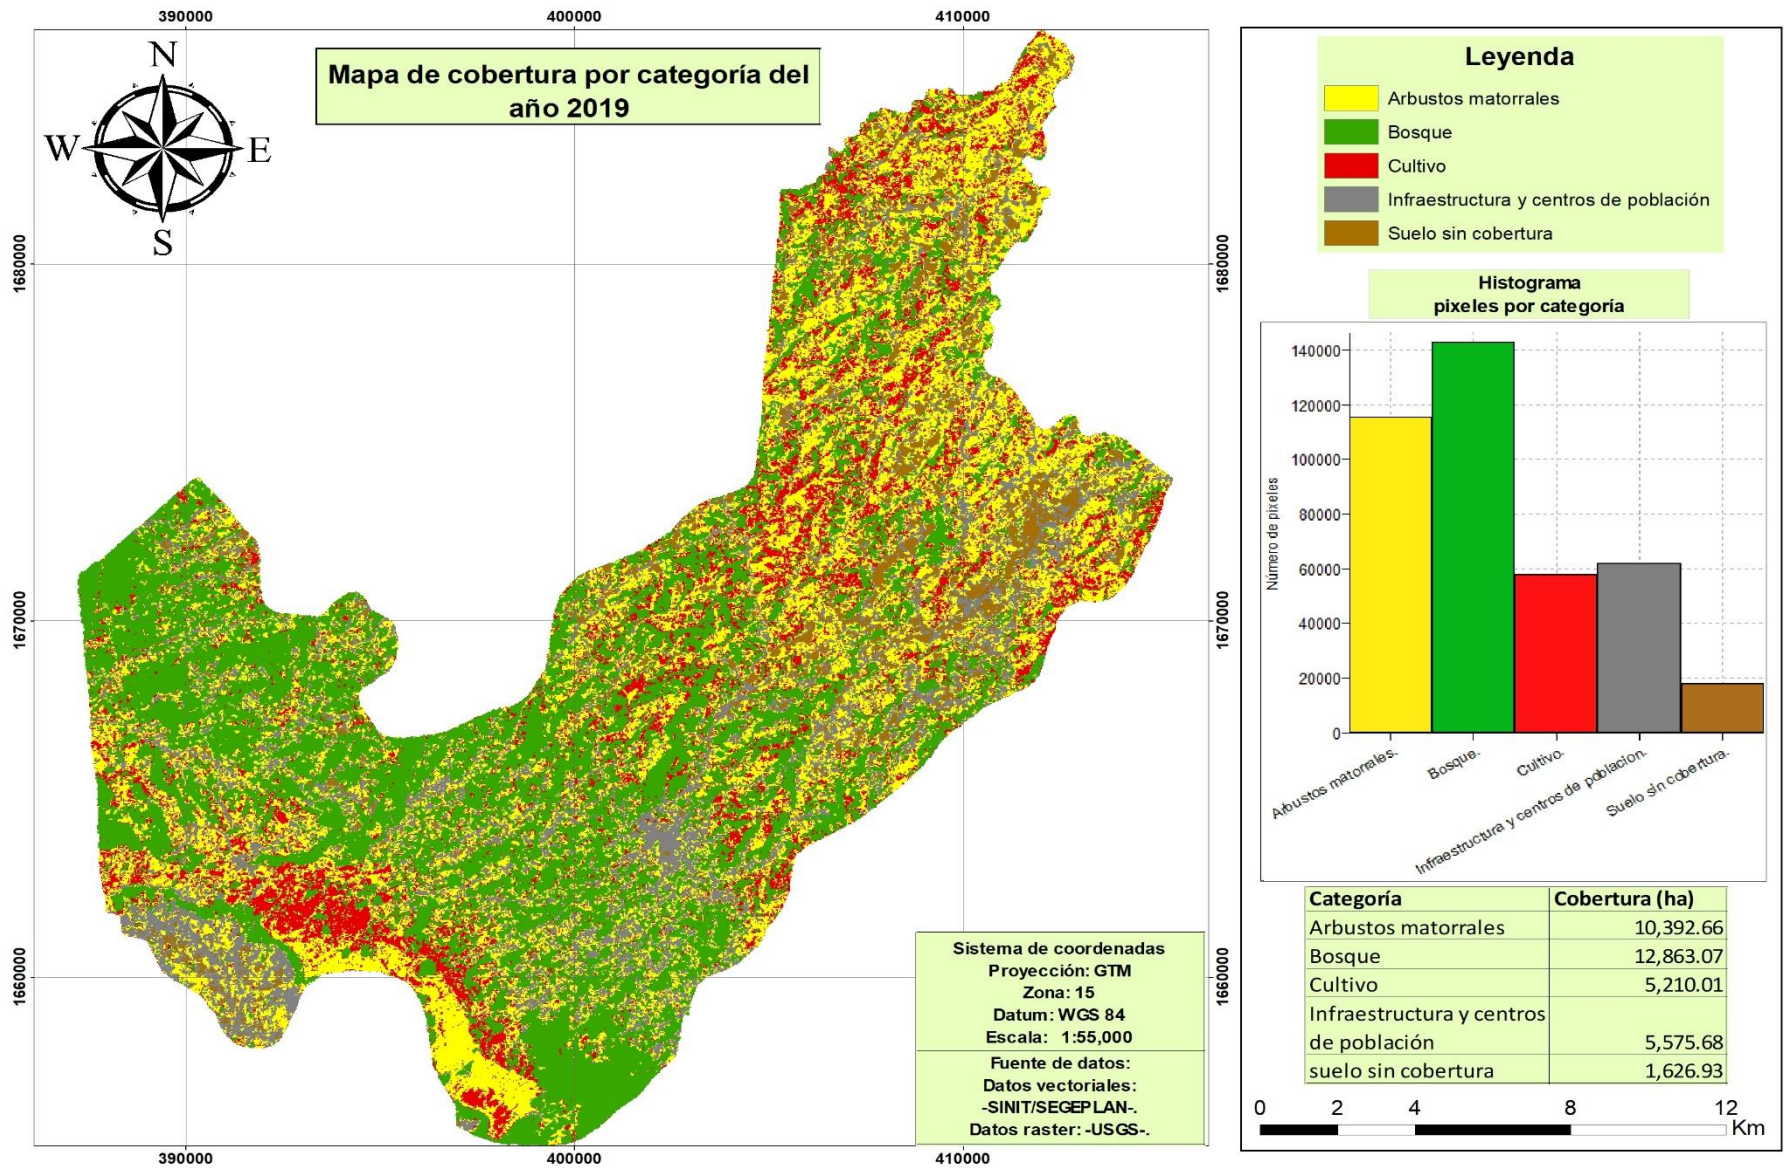 390000
400000
410000
N
W
E
S
Mapa de cobertura por categoría del
año 2019
1680000
1670000
1660000
1680000
1670000
1660000
390000
400000
410000
Sistema de coordenadas
Proyección: GTM
Zona: 15
Datum: WGS 84
Escala: 1:55,000
Fuente de datos:
Datos vectoriales:
-SINIT/SEGEPLAN-.
Datos raster: -USGS-.
Leyenda
Arbustos matorrales
Bosque
Cultivo
Infraestructura y centros de población
Suelo sin cobertura
Histograma
pixeles por categoría
Número de pixeles
140000
120000
100000
80000
60000
40000
20000
0
Arbustos matorrales.
Bosque.
Cultivo.
Infraestructura y centros de poblacion.
Suelo sin cobertura.
Categoría Cobertura (ha)
Arbustos matorrales 10,392.66
Bosque 12,863.07
Cultivo 5,210.01
Infraestructura y centros
de población 5,575.68
suelo sin cobertura 1,626.93
0 2 4 8 12
Km